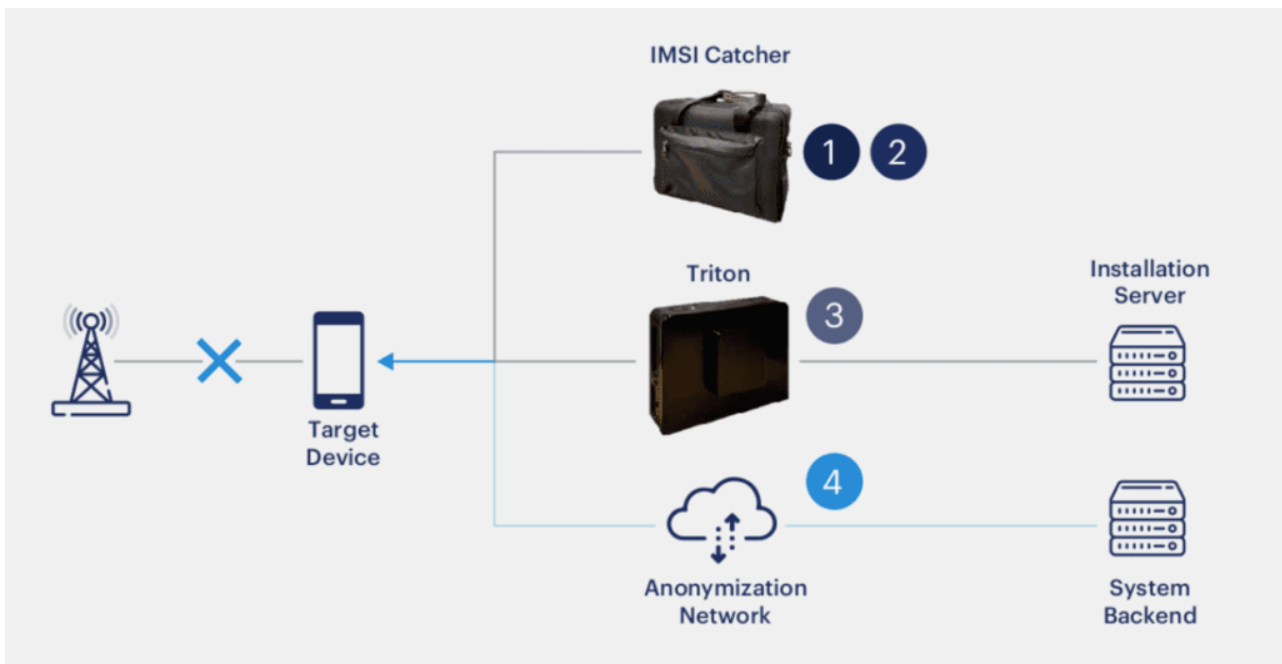 IMSI Catcher
1
2
Triton
3
Installation
Server
Target
Device
4
Anonymization
Network
System
Backend